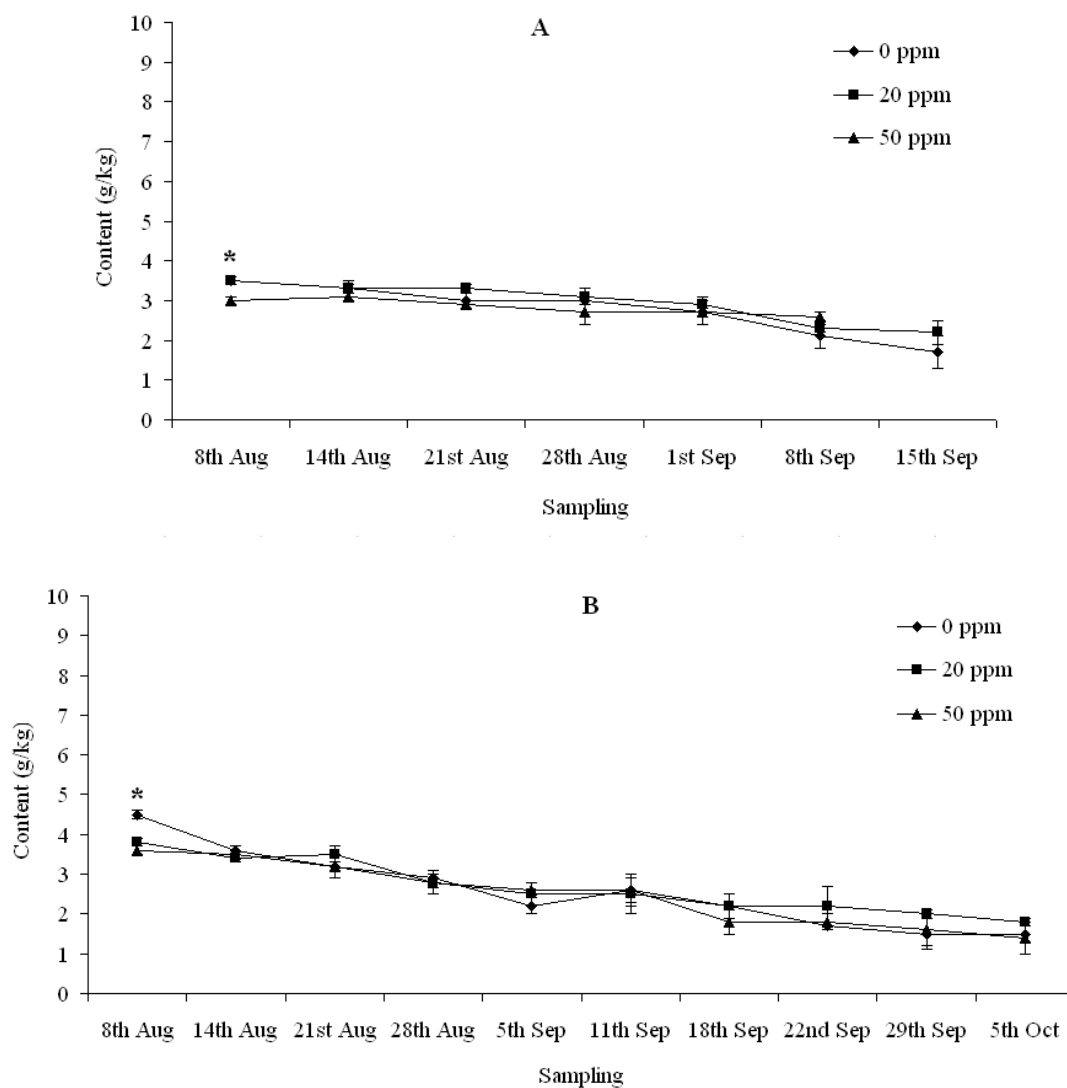 A
0 ppm
20 ppm
50 ppm
Content (g/kg)
10
9
8
7
6
5
4
3
2
1
0
*
8th Aug 14th Aug 21st Aug 28th Aug 1st Sep 8th Sep 15th Sep
Sampling
B
0 ppm
20 ppm
50 ppm
Content (g/kg)
10
9
8
7
6
5
4
3
2
1
0
*
8th Aug 14th Aug 21st Aug 28th Aug 5th Sep 11th Sep 18th Sep 22nd Sep 29th Sep 5th Oct
Sampling